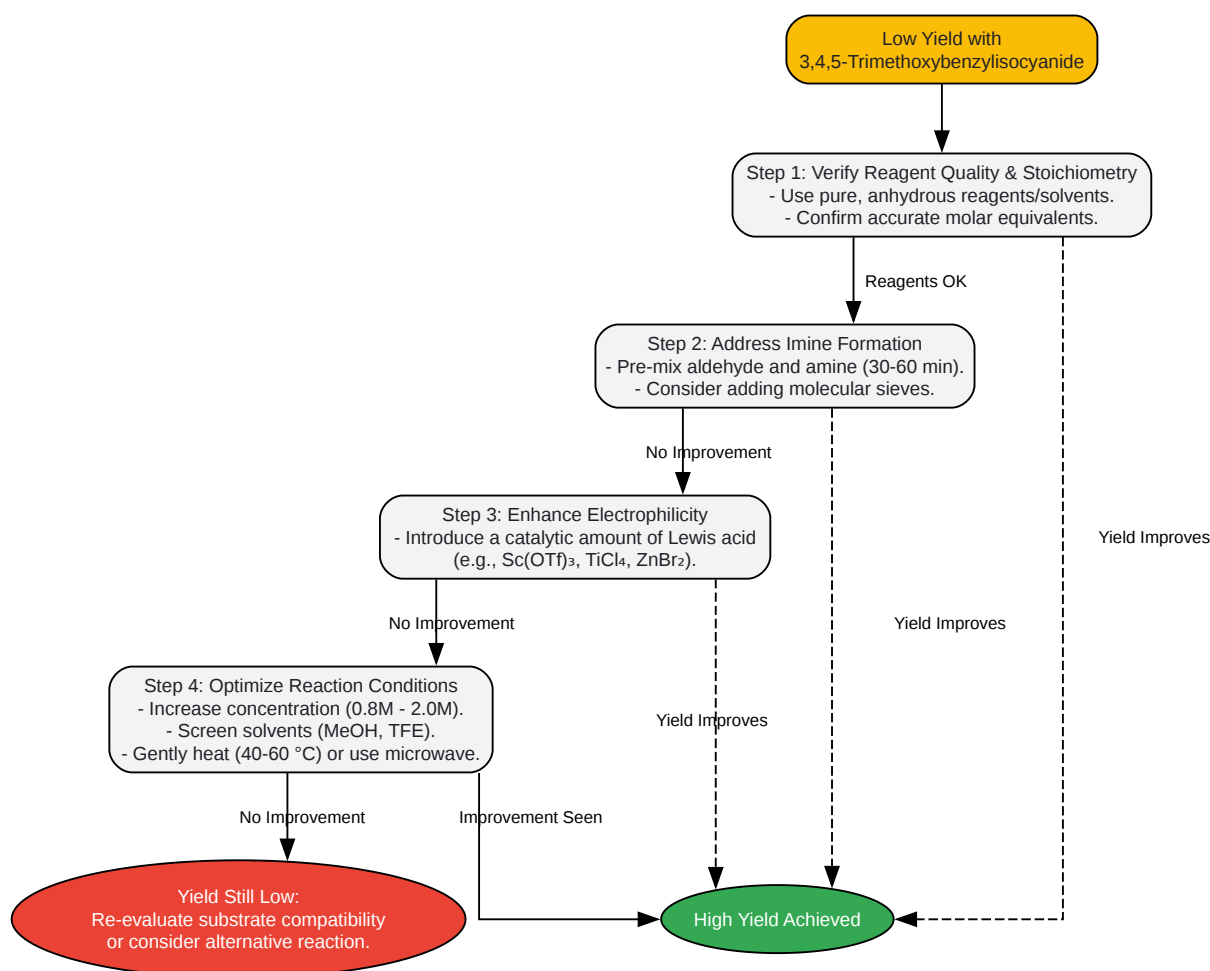 Low Yield with
3,4,5-Trimethoxybenzylisocyanide
Step 1: Verify Reagent Quality & Stoichiometry
- Use pure, anhydrous reagents/solvents.
- Confirm accurate molar equivalents.
Reagents OK
Step 2: Address Imine Formation
- Pre-mix aldehyde and amine (30-60 min).
- Consider adding molecular sieves.
No Improvement
Step 3: Enhance Electrophilicity
- Introduce a catalytic amount of Lewis acid
(e.g., Sc(OTf)₃, TiCl₄, ZnBr₂).
Yield Improves
No Improvement
Yield Improves
Step 4: Optimize Reaction Conditions
- Increase concentration (0.8M - 2.0M).
- Screen solvents (MeOH, TFE).
- Gently heat (40-60 °C) or use microwave.
Yield Improves
No Improvement
Improvement Seen
Yield Still Low:
Re-evaluate substrate compatibility
or consider alternative reaction.
High Yield Achieved